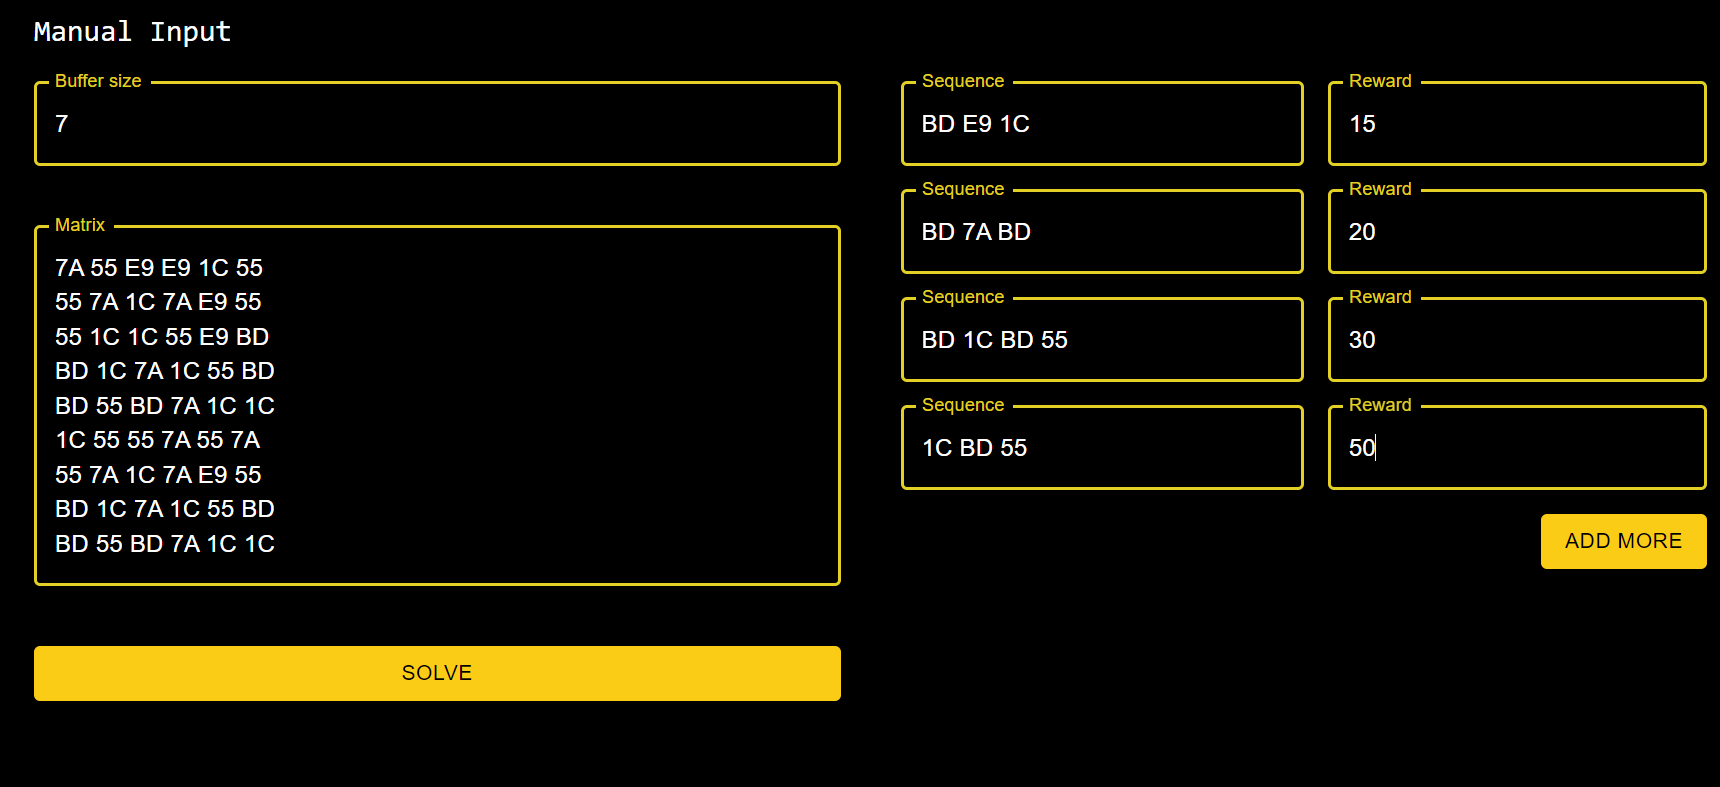 Manual Input
Buffer size
7
Matrix
7A 55 E9 E9 1C 55
55 7A 1C 7A E9 55
55 1C 1C 55 E9 BD
BD 1C 7A 1C 55 BD
BD 55 BD 7A 1C 1C
1C 55 55 7A 55 7A
55 7A 1C 7A E9 55
BD 1C 7A 1C 55 BD
BD 55 BD 7A 1C 1C
SOLVE
Sequence
BD E9 1C
Reward
15
Sequence
BD 7A BD
Reward
20
Sequence
BD 1C BD 55
Reward
30
Sequence
1C BD 55
Reward
50
ADD MORE